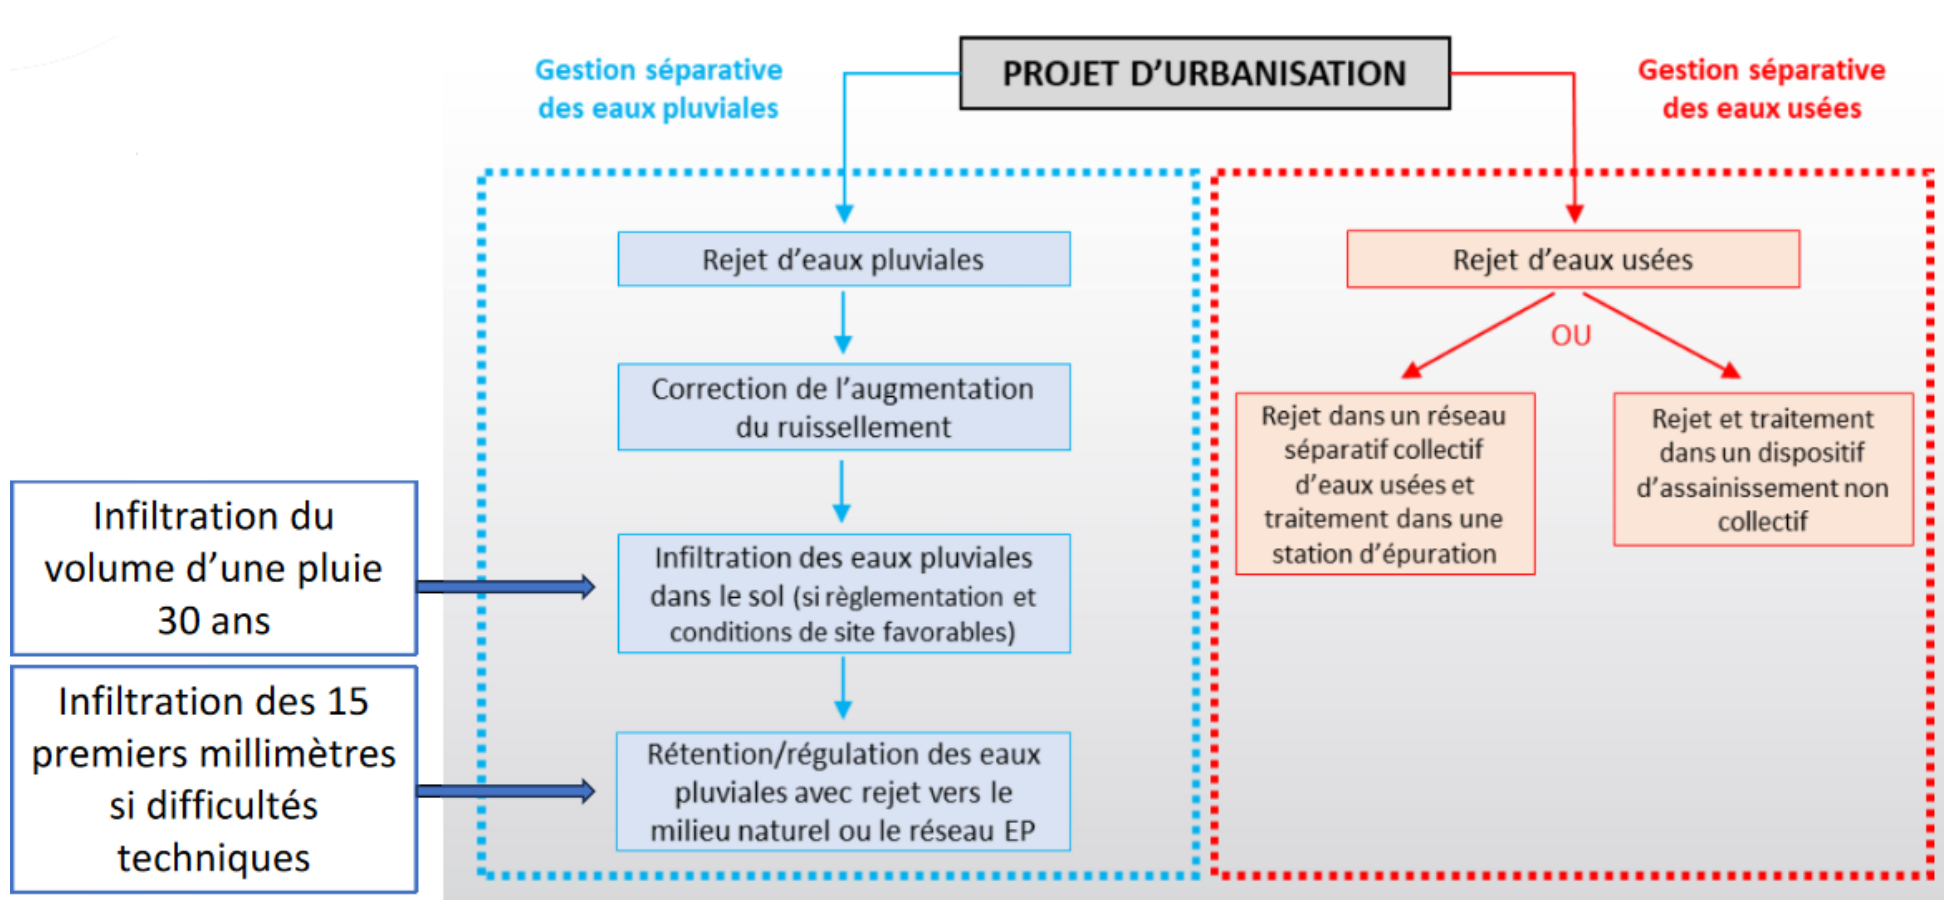 PROJET D’URBANISATION
Gestion séparative
des eaux pluviales
Gestion séparative
des eaux usées
Rejet d’eaux pluviales
Correction de l’augmentation
du ruissellement
Infiltration des eaux pluviales
dans le sol (si règlementation et
conditions de site favorables)
Rétention/régulation des eaux
pluviales avec rejet vers le
milieu naturel ou le réseau EP
Infiltration du
volume d’une pluie
30 ans
Infiltration des 15
premiers millimètres
si difficultés
techniques
Rejet d’eaux usées
OU
Rejet dans un réseau
séparatif collectif
d’eaux usées et
traitement dans une
station d’épuration
Rejet et traitement
dans un dispositif
d’assainissement non
collectif